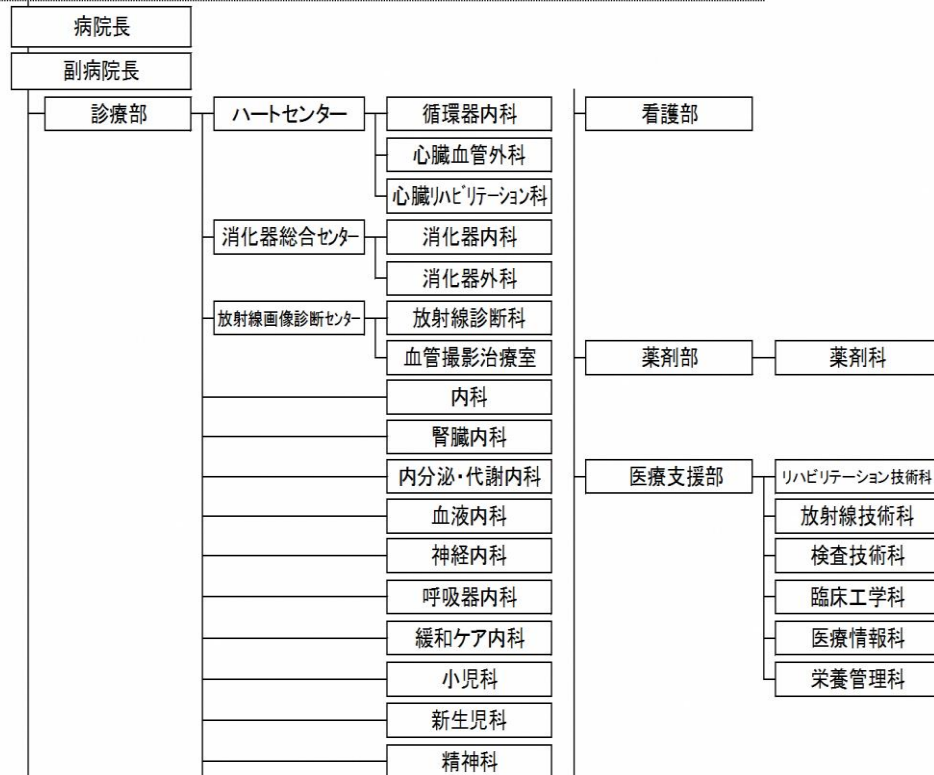 病院長
副病院長
診療部
ハートセンター
循環器内科
心臓血管外科
心臓ﾘﾊﾋﾞﾘﾃｰｼｮﾝ科
消化器総合ｾﾝﾀｰ
消化器内科
消化器外科
放射線画像診断ｾﾝﾀｰ
放射線診断科
血管撮影治療室
内科
腎臓内科
内分泌・代謝内科
血液内科
神経内科
呼吸器内科
緩和ケア内科
小児科
新生児科
精神科
看護部
薬剤部
薬剤科
医療支援部
リハビリテーション技術科
放射線技術科
検査技術科
臨床工学科
医療情報科
栄養管理科